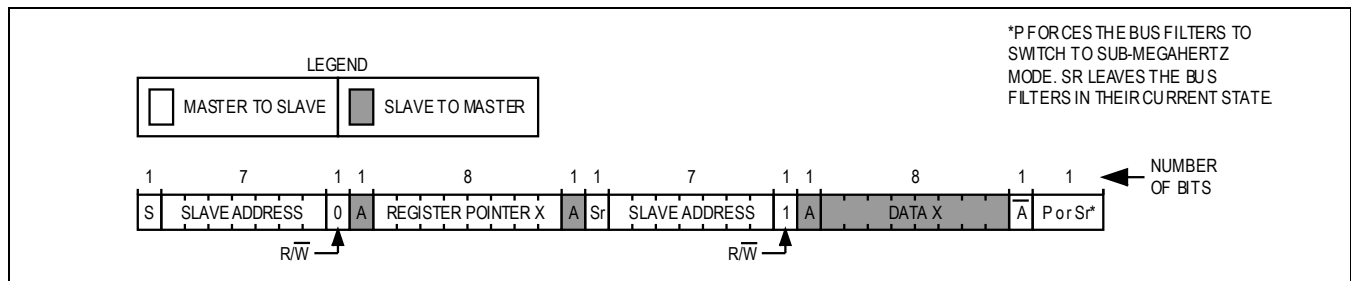 *P FORCES THE BUS FILTERS TO
SWITCH TO SUB-MEGAHERTZ
MODE. SR LEAVES THE BUS
FILTERS IN THEIR CURRENT STATE.
LEGEND
MASTER TO SLAVE SLAVE TO MASTER
1 7 1 1 8 1 1 7 1 1 8 1 1 NUMBER OF BITS
S SLAVE ADDRESS 0 A REGISTER POINTER X A Sr SLAVE ADDRESS 1 A DATA X A̅ P or Sr*
R/W̅ R/W̅